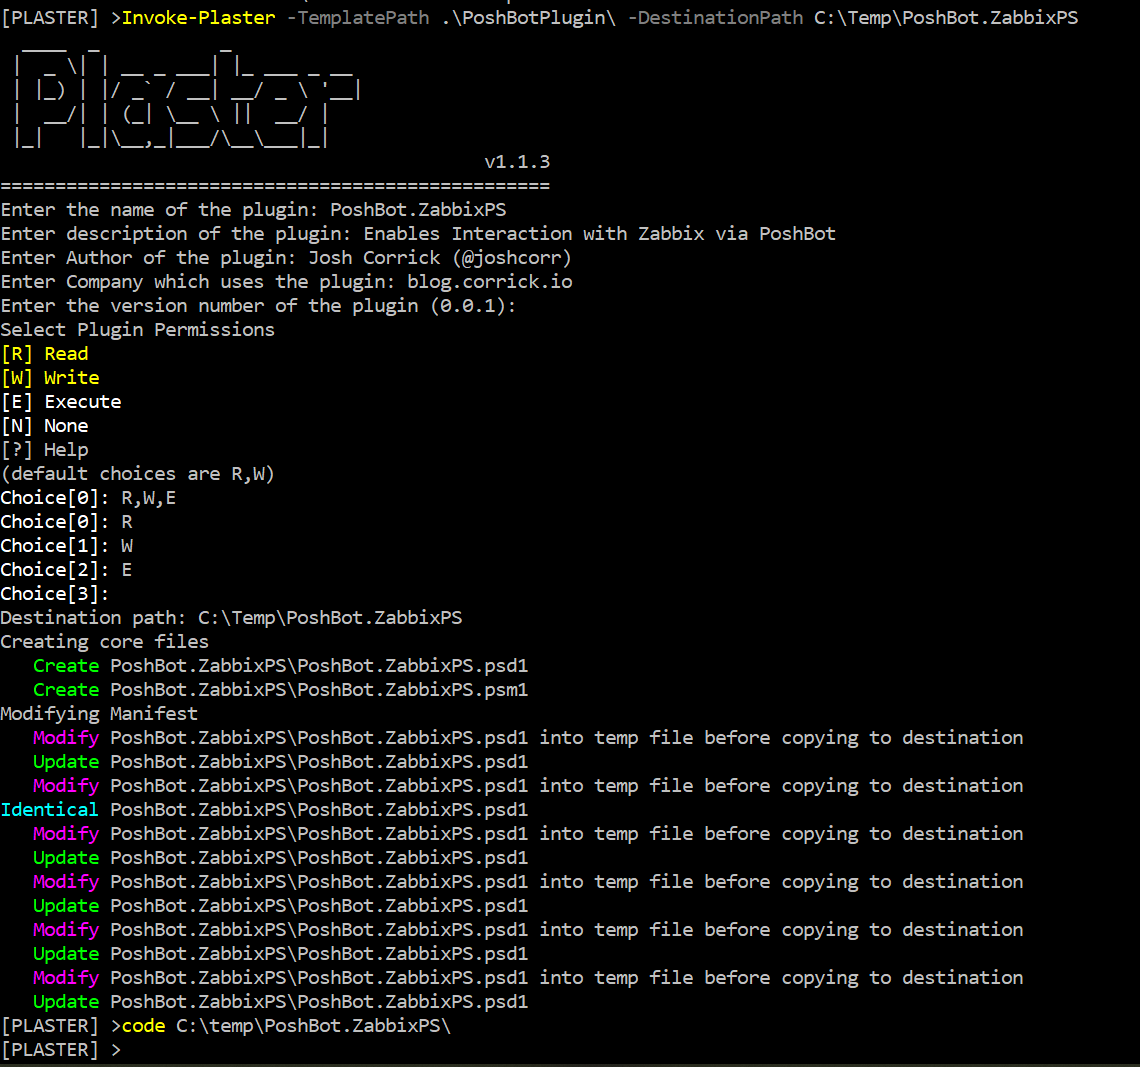 [PLASTER] >Invoke-Plaster -TemplatePath .\PoshBotPlugin\ -DestinationPath C:\Temp\PoshBot.ZabbixPS
Plaster
v1.1.3
==================================================
Enter the name of the plugin: PoshBot.ZabbixPS
Enter description of the plugin: Enables Interaction with Zabbix via PoshBot
Enter Author of the plugin: Josh Corrick (@joshcorr)
Enter Company which uses the plugin: blog.corrick.io
Enter the version number of the plugin (0.0.1):
Select Plugin Permissions
[R] Read
[W] Write
[E] Execute
[N] None
[?] Help
(default choices are R,W)
Choice[0]: R,W,E
Choice[0]: R
Choice[1]: W
Choice[2]: E
Choice[3]:
Destination path: C:\Temp\PoshBot.ZabbixPS
Creating core files
Create PoshBot.ZabbixPS\PoshBot.ZabbixPS.psd1
Create PoshBot.ZabbixPS\PoshBot.ZabbixPS.psm1
Modifying Manifest
Modify PoshBot.ZabbixPS\PoshBot.ZabbixPS.psd1 into temp file before copying to destination
Update PoshBot.ZabbixPS\PoshBot.ZabbixPS.psd1
Modify PoshBot.ZabbixPS\PoshBot.ZabbixPS.psd1 into temp file before copying to destination
Identical PoshBot.ZabbixPS\PoshBot.ZabbixPS.psd1
Modify PoshBot.ZabbixPS\PoshBot.ZabbixPS.psd1 into temp file before copying to destination
Update PoshBot.ZabbixPS\PoshBot.ZabbixPS.psd1
Modify PoshBot.ZabbixPS\PoshBot.ZabbixPS.psd1 into temp file before copying to destination
Update PoshBot.ZabbixPS\PoshBot.ZabbixPS.psd1
Modify PoshBot.ZabbixPS\PoshBot.ZabbixPS.psd1 into temp file before copying to destination
Update PoshBot.ZabbixPS\PoshBot.ZabbixPS.psd1
Modify PoshBot.ZabbixPS\PoshBot.ZabbixPS.psd1 into temp file before copying to destination
Update PoshBot.ZabbixPS\PoshBot.ZabbixPS.psd1
[PLASTER] >code C:\temp\PoshBot.ZabbixPS\
[PLASTER] >